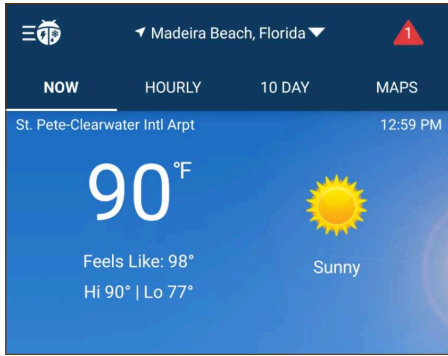 Madeira Beach, Florida
1
NOW HOURLY 10 DAY MAPS
St. Pete-Clearwater Intl Arpt 12:59 PM
90°F
Feels Like: 98°
Sunny
Hi 90° | Lo 77°